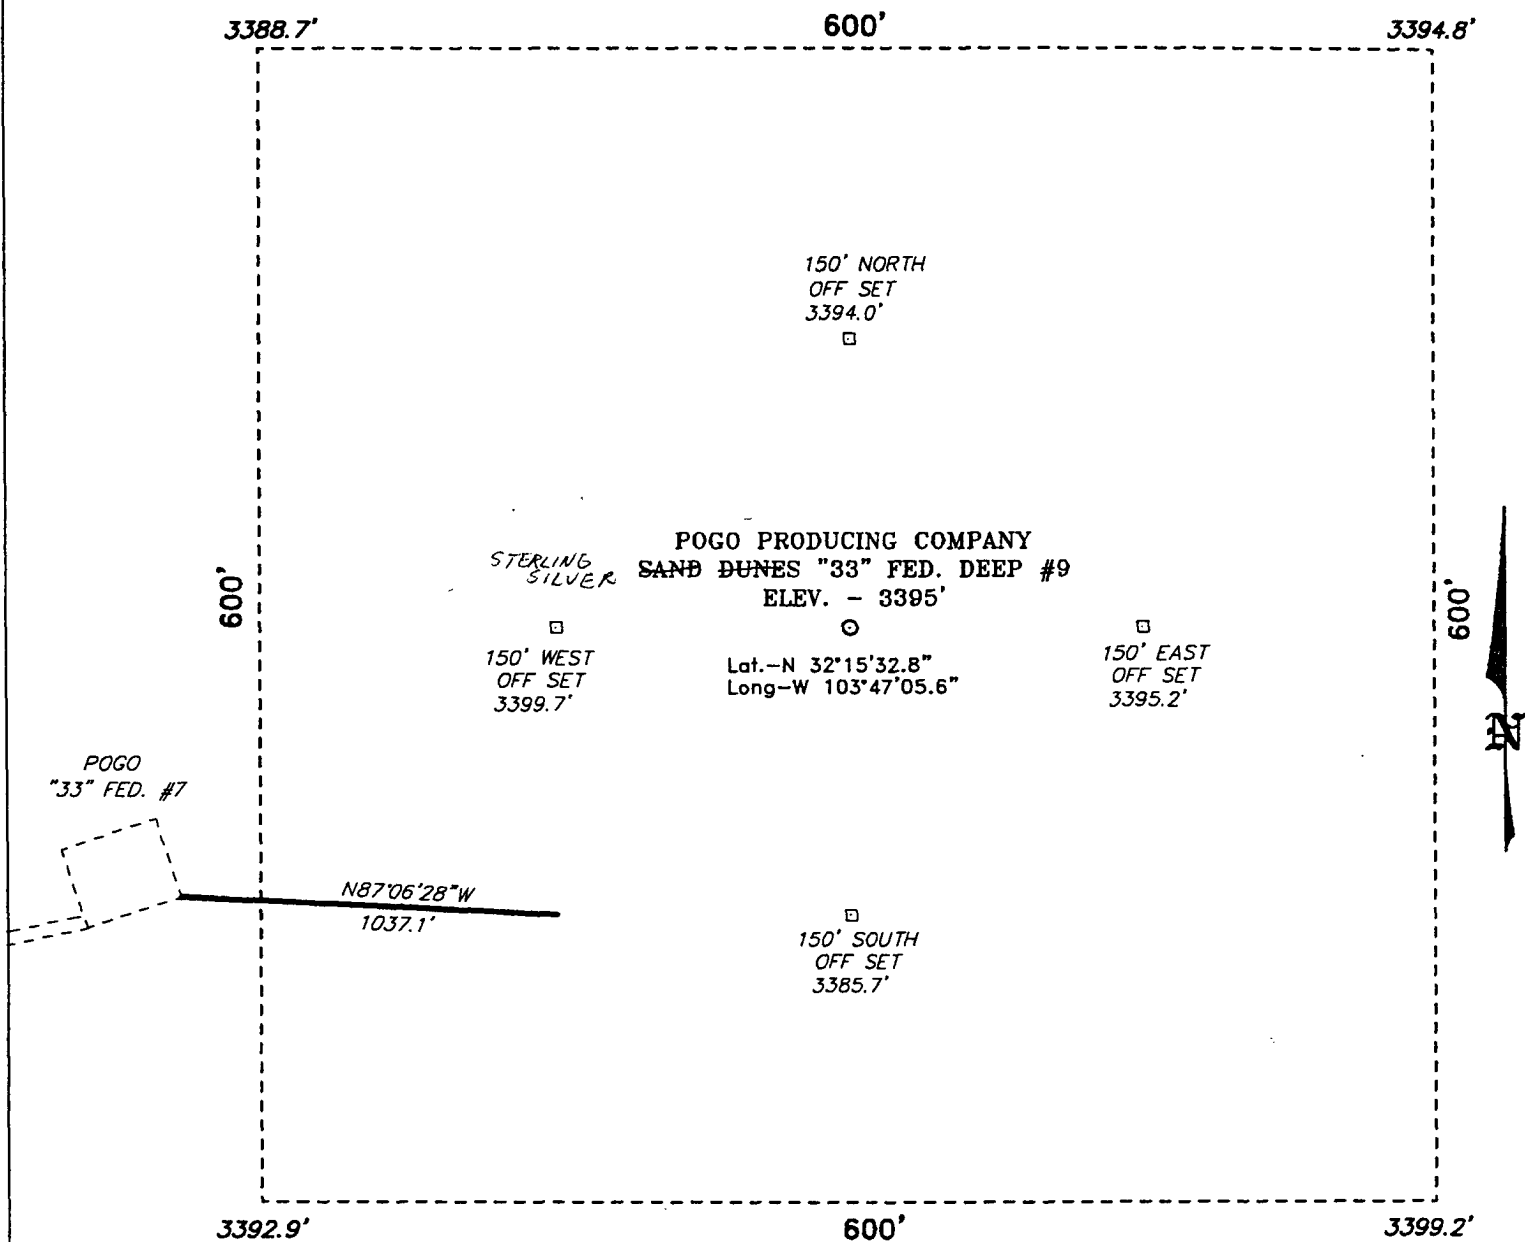 3388.7'
600'
3394.8'
150' NORTH
OFF SET
3394.0'
STERLING
SILVER
POGO PRODUCING COMPANY
SAND DUNES "33" FED. DEEP #9
ELEV. - 3395'
600'
600'
150' WEST
OFF SET
3399.7'
Lat.-N 32°15'32.8"
Long-W 103°47'05.6"
150' EAST
OFF SET
3395.2'
N
POGO
"33" FED. #7
N87°06'28"W
1037.1'
150' SOUTH
OFF SET
3385.7'
3392.9'
600'
3399.2'